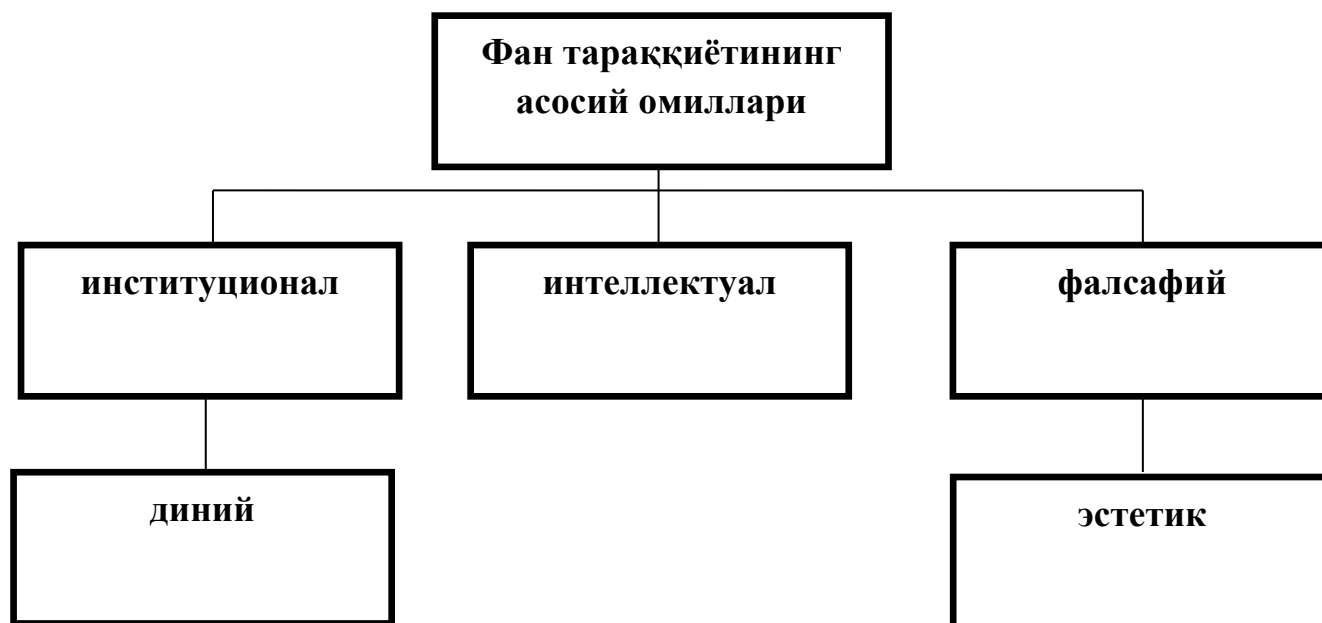 Фан тараққиётининг
асосий омиллари
институционал
интеллектуал
фалсафий
диний
эстетик